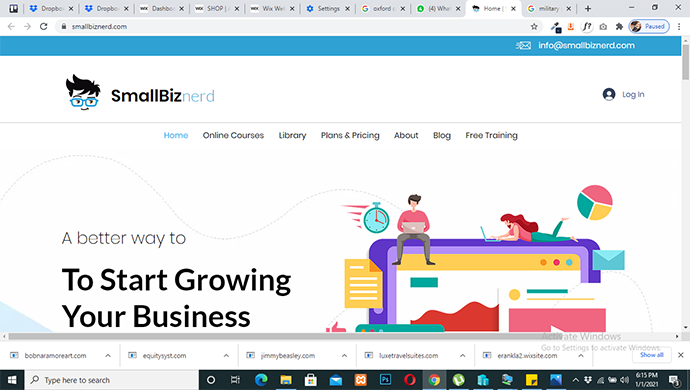 Dropbo
Dropbo
WIX Dashbo
WIX SHOP |
WIX Wix We
Settings
oxford
(4) Wha
Home |
military
smallbiznerd.com
Paused
info@smallbiznerd.com
SmallBiznerd
Log In
Home Online Courses Library Plans & Pricing About Blog Free Training
A better way to
To Start Growing
Your Business
Activate Windows
Go to Settings to activate Windows.
bobnaramoreart.com
equitysyst.com
jimmybeasley.com
luxetravelsuites.com
erankla2.wixsite.com
Show all
Type here to search
6:15 PM
1/1/2021